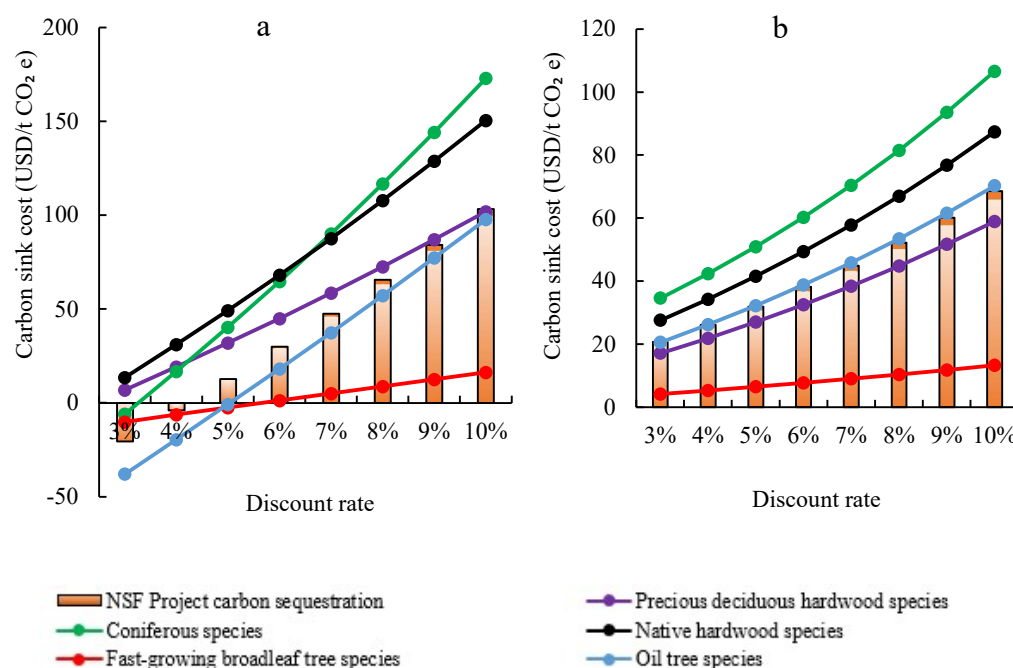 a
Carbon sink cost (USD/t CO₂ e)
200
150
100
50
0
-50
3% 4% 5% 6% 7% 8% 9% 10%
Discount rate
b
Carbon sink cost (USD/t CO₂ e)
120
100
80
60
40
20
0
3% 4% 5% 6% 7% 8% 9% 10%
Discount rate
NSF Project carbon sequestration
Precious deciduous hardwood species
Coniferous species
Native hardwood species
Fast-growing broadleaf tree species
Oil tree species